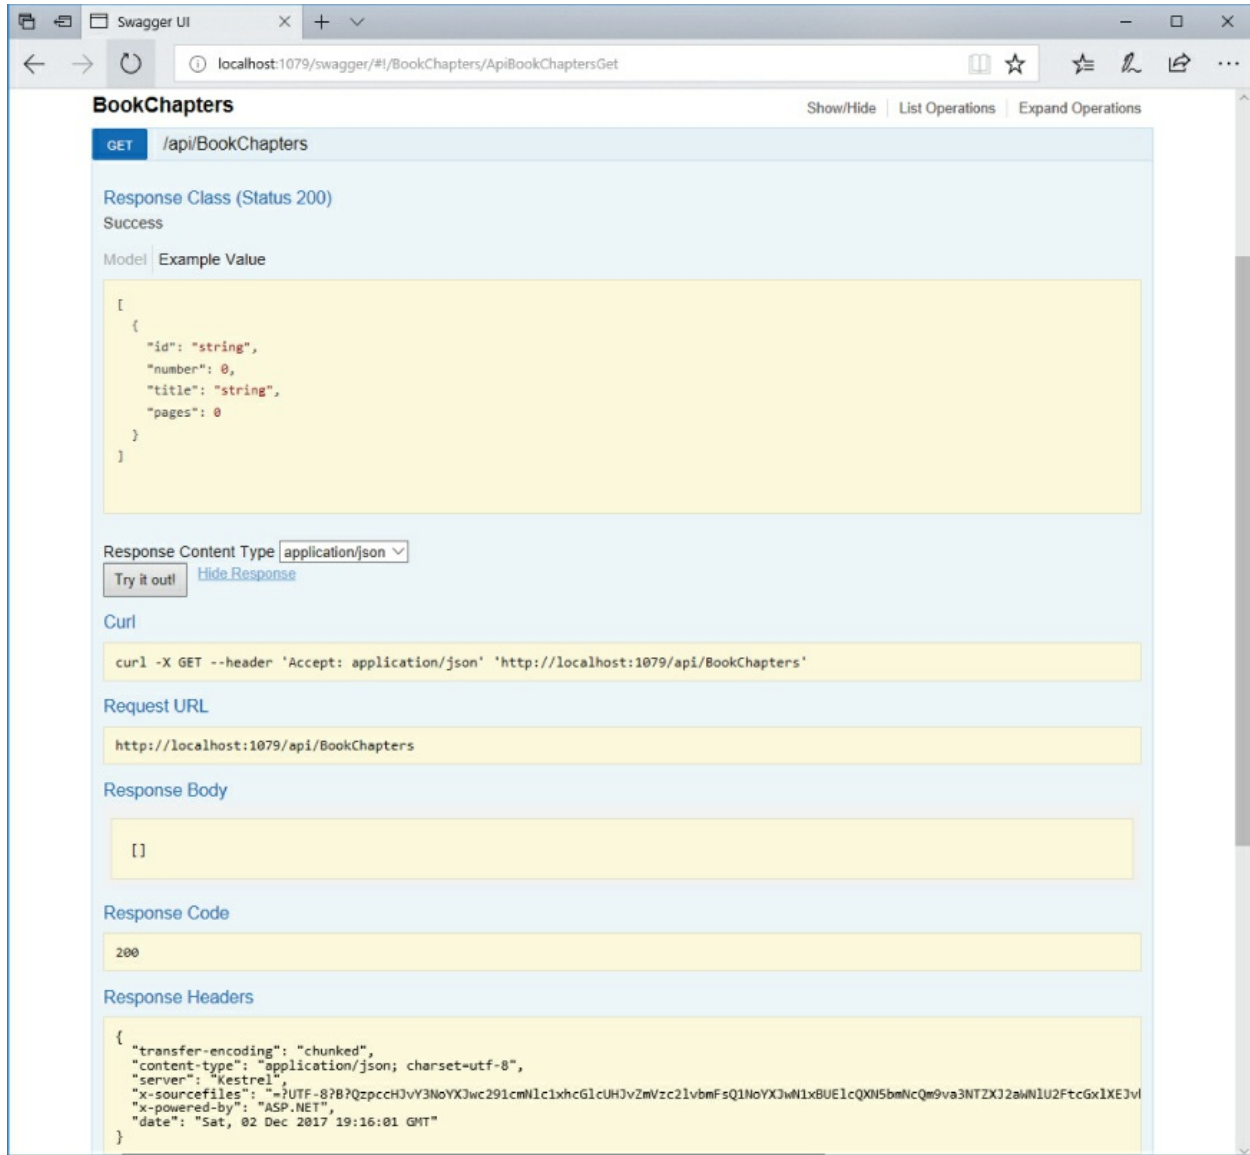 Swagger UI
localhost:1079/swagger/#!/BookChapters/ApiBookChaptersGet
BookChapters
Show/Hide List Operations Expand Operations
GET /api/BookChapters
Response Class (Status 200)
Success
Model Example Value
[
{
"id": "string",
"number": 0,
"title": "string",
"pages": 0
}
]
Response Content Type application/json
Try it out! Hide Response
Curl
curl -X GET --header 'Accept: application/json' 'http://localhost:1079/api/BookChapters'
Request URL
http://localhost:1079/api/BookChapters
Response Body
[]
Response Code
200
Response Headers
{
"transfer-encoding": "chunked",
"content-type": "application/json; charset=utf-8",
"server": "Kestrel",
"x-sourcefiles":
"x-powered-by": "ASP.NET",
"date": "Sat, 02 Dec 2017 19:16:01 GMT"
}